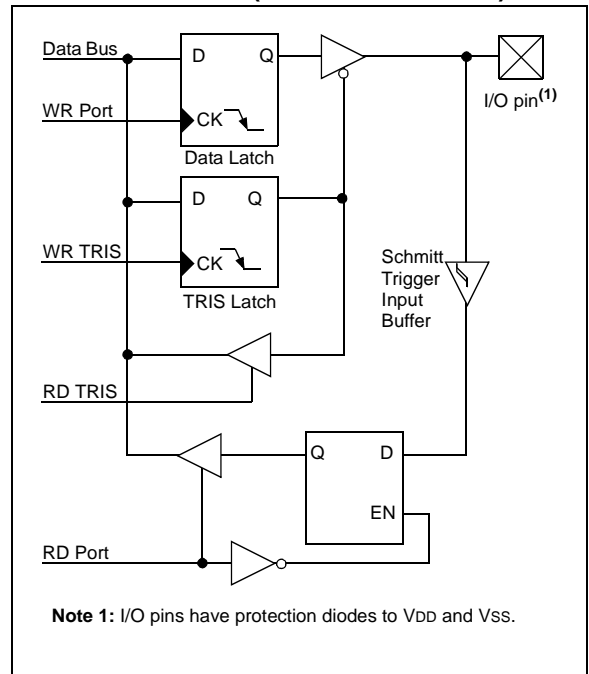 Data Bus
D Q
WR Port
CK
Data Latch
I/O pin(1)
D Q
WR TRIS
CK
TRIS Latch
Schmitt
Trigger
Input
Buffer
RD TRIS
Q D
EN
RD Port
Note 1: I/O pins have protection diodes to VDD and VSS.